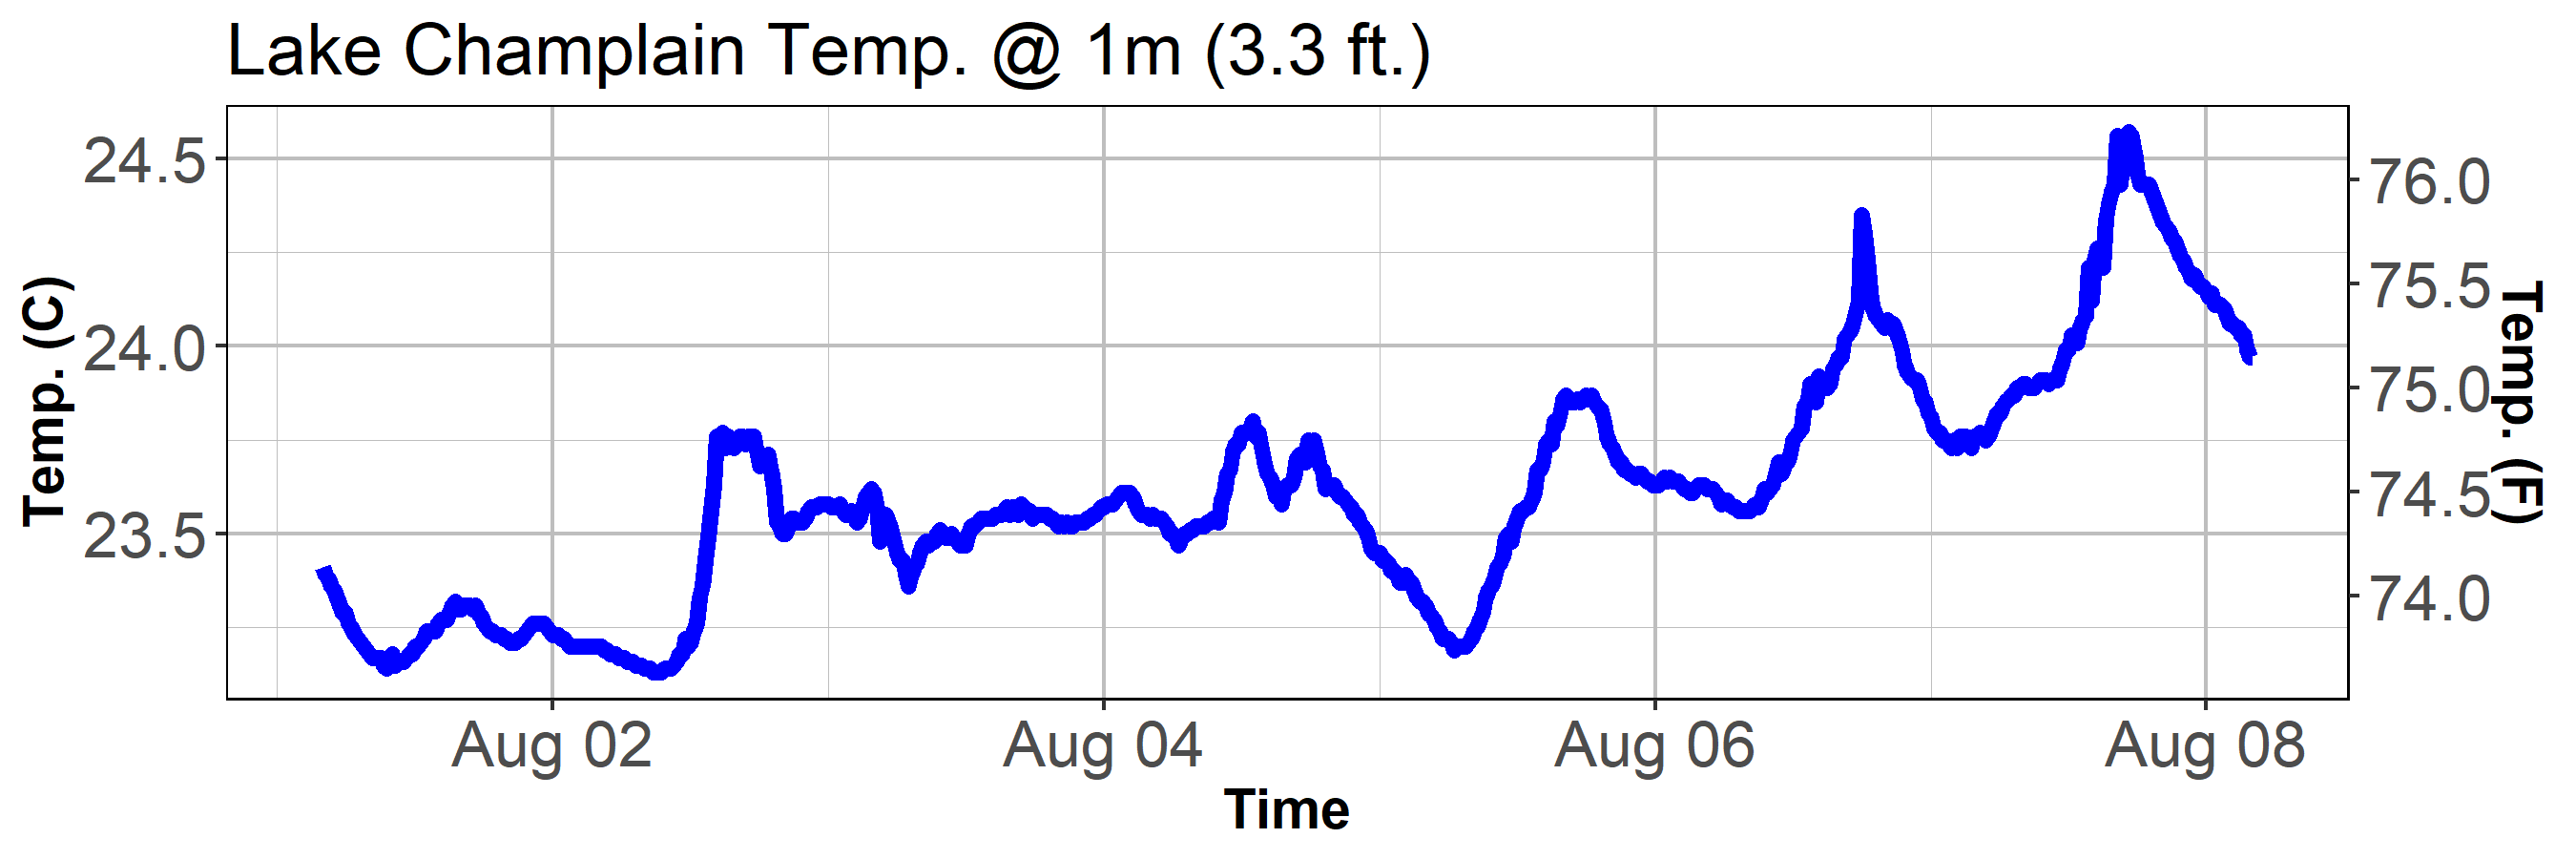 Lake Champlain Temp. @ 1m (3.3 ft.)
Temp. (C)
24.5
24.0
23.5
76.0
75.5
75.0
74.5
74.0
Temp. (F)
Aug 02
Aug 04
Aug 06
Aug 08
Time